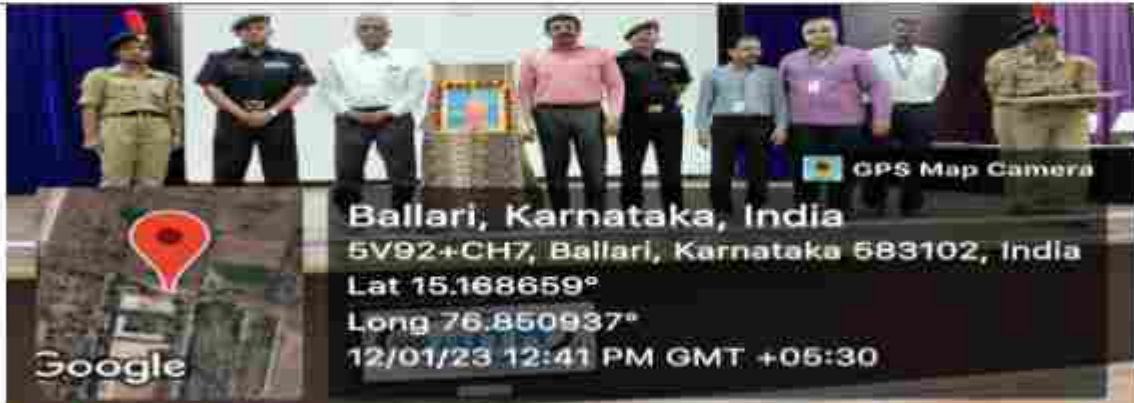 GPS Map Camera
Ballari, Karnataka, India
5V92+CH7, Ballari, Karnataka 583102, India
Lat 15.168659°
Long 76.850937°
12/01/23 12:41 PM GMT +05:30
Google